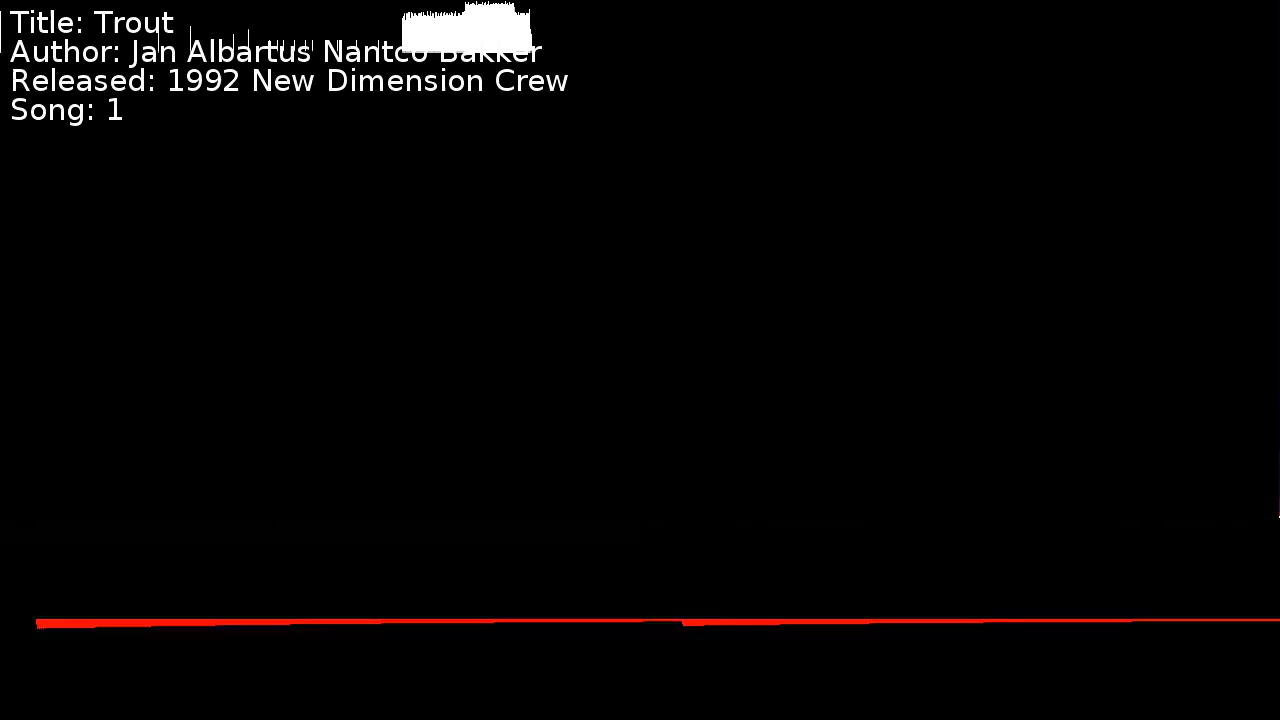 Title: Trout
Author: Jan Albartus Nantco Bakker
Released: 1992 New Dimension Crew
Song: 1